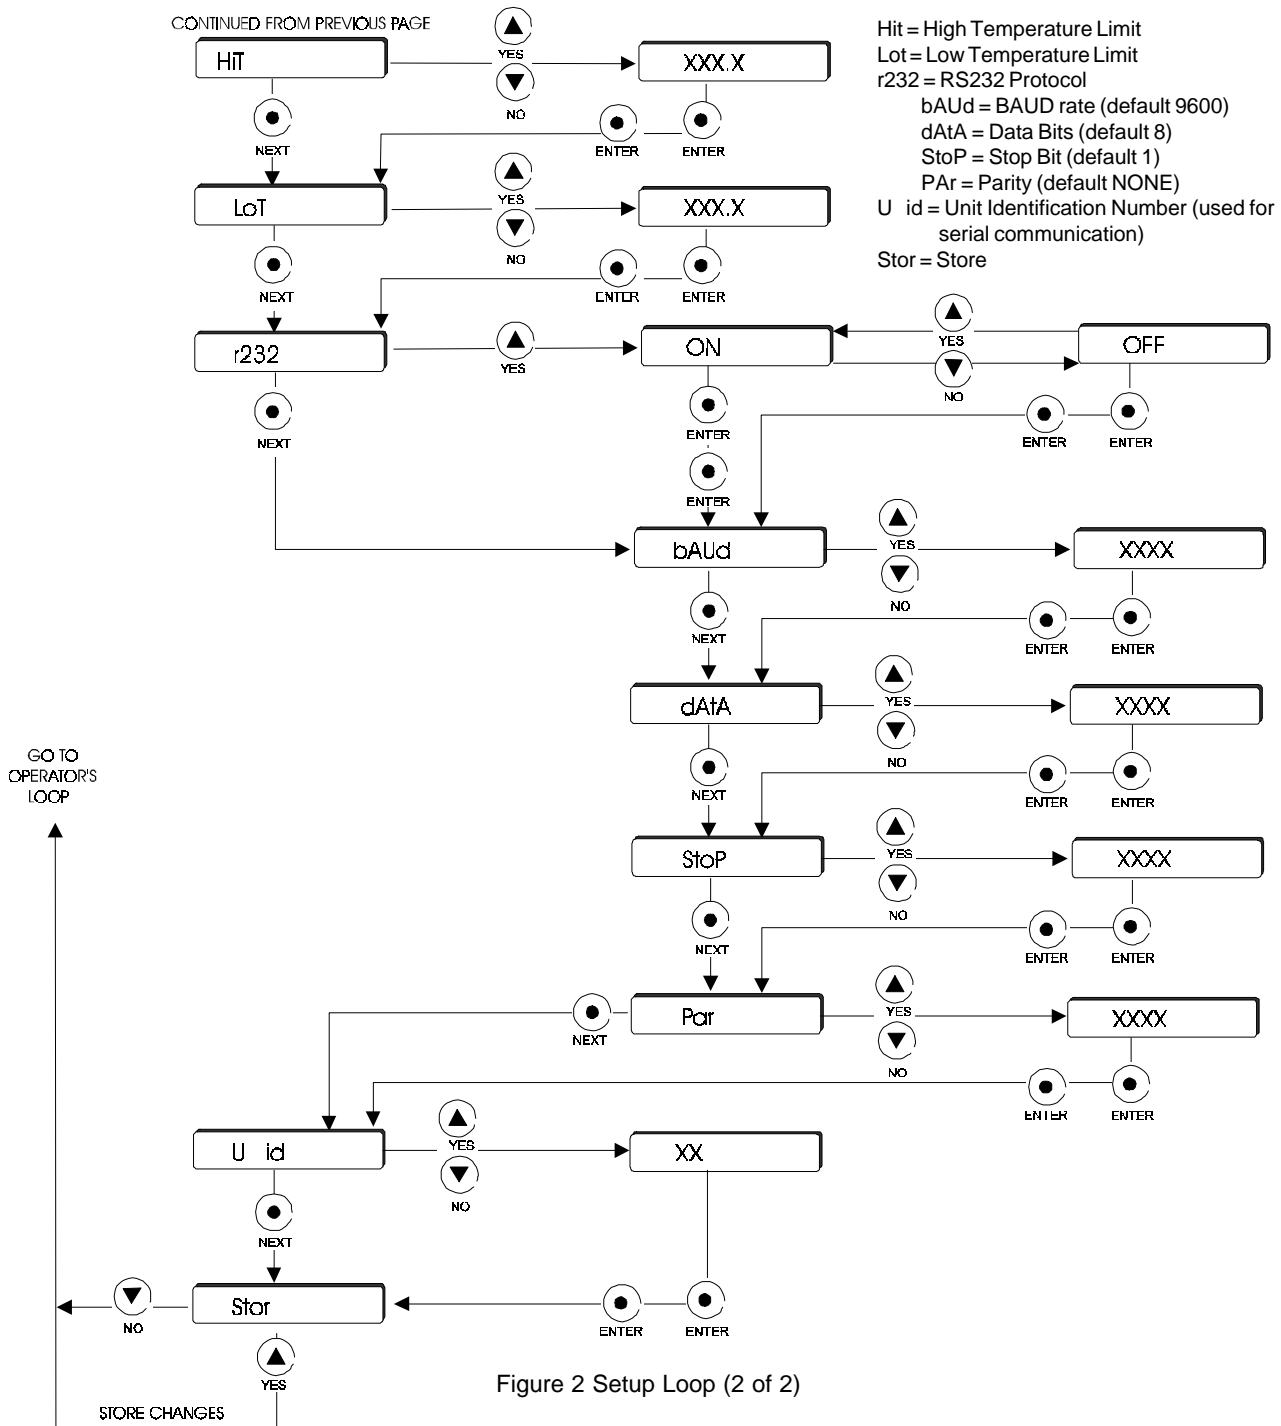 CONTINUED FROM PREVIOUS PAGE
HiT
YES
NO
XXX.X
NEXT
ENTER
ENTER
Hit = High Temperature Limit
Lot = Low Temperature Limit
r232 = RS232 Protocol
bAUd = BAUD rate (default 9600)
dAtA = Data Bits (default 8)
StoP = Stop Bit (default 1)
PAr = Parity (default NONE)
U id = Unit Identification Number (used for
serial communication)
Stor = Store
LoT
YES
NO
XXX.X
NEXT
ENTER
ENTER
r232
YES
ON
YES
NO
OFF
NEXT
ENTER
ENTER
ENTER
ENTER
bAUd
YES
NO
XXXX
NEXT
ENTER
ENTER
dAtA
YES
NO
XXXX
NEXT
ENTER
ENTER
GO TO
OPERATOR'S
LOOP
StoP
YES
NO
XXXX
NEXT
ENTER
ENTER
NEXT
Par
YES
NO
XXXX
ENTER
ENTER
U id
YES
NO
XX
NEXT
NO
Stor
ENTER
ENTER
YES
STORE CHANGES
Figure 2 Setup Loop (2 of 2)